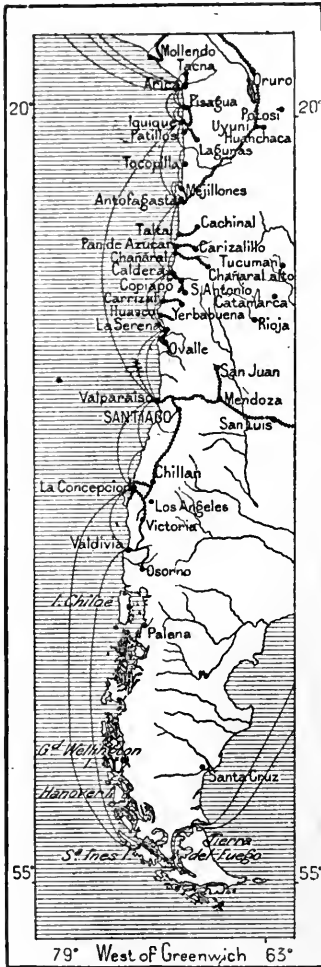 Mollendo
Tacna
Arica
Oruro
20°
Pisagua
Potosi
20°
Iquique
Uyuni
Patillos
Huanchaca
Lagunas
Tocopilla
Mejillones
Antofagasta
Cachinal
Taltal
Pan de Azucar
Carizalillo
Chañaral
Tucuman
Caldera
Chañaral alto
Copiapó
S. Antonio
Carrizal
Catamarca
Huasco
Yerbabuena
La Serena
Rioja
Ovalle
San Juan
Valparaiso
Mendoza
SANTIAGO
San Luis
Chillan
La Concepcion
Los Angeles
Victoria
Valdivia
Osorno
I. Chiloe
Palena
Gd. Wellington
I.
Santa Cruz
Hanover I.
Sa. Ines I.
Tierra
del Fuego
55°
55°
79° West of Greenwich 63°